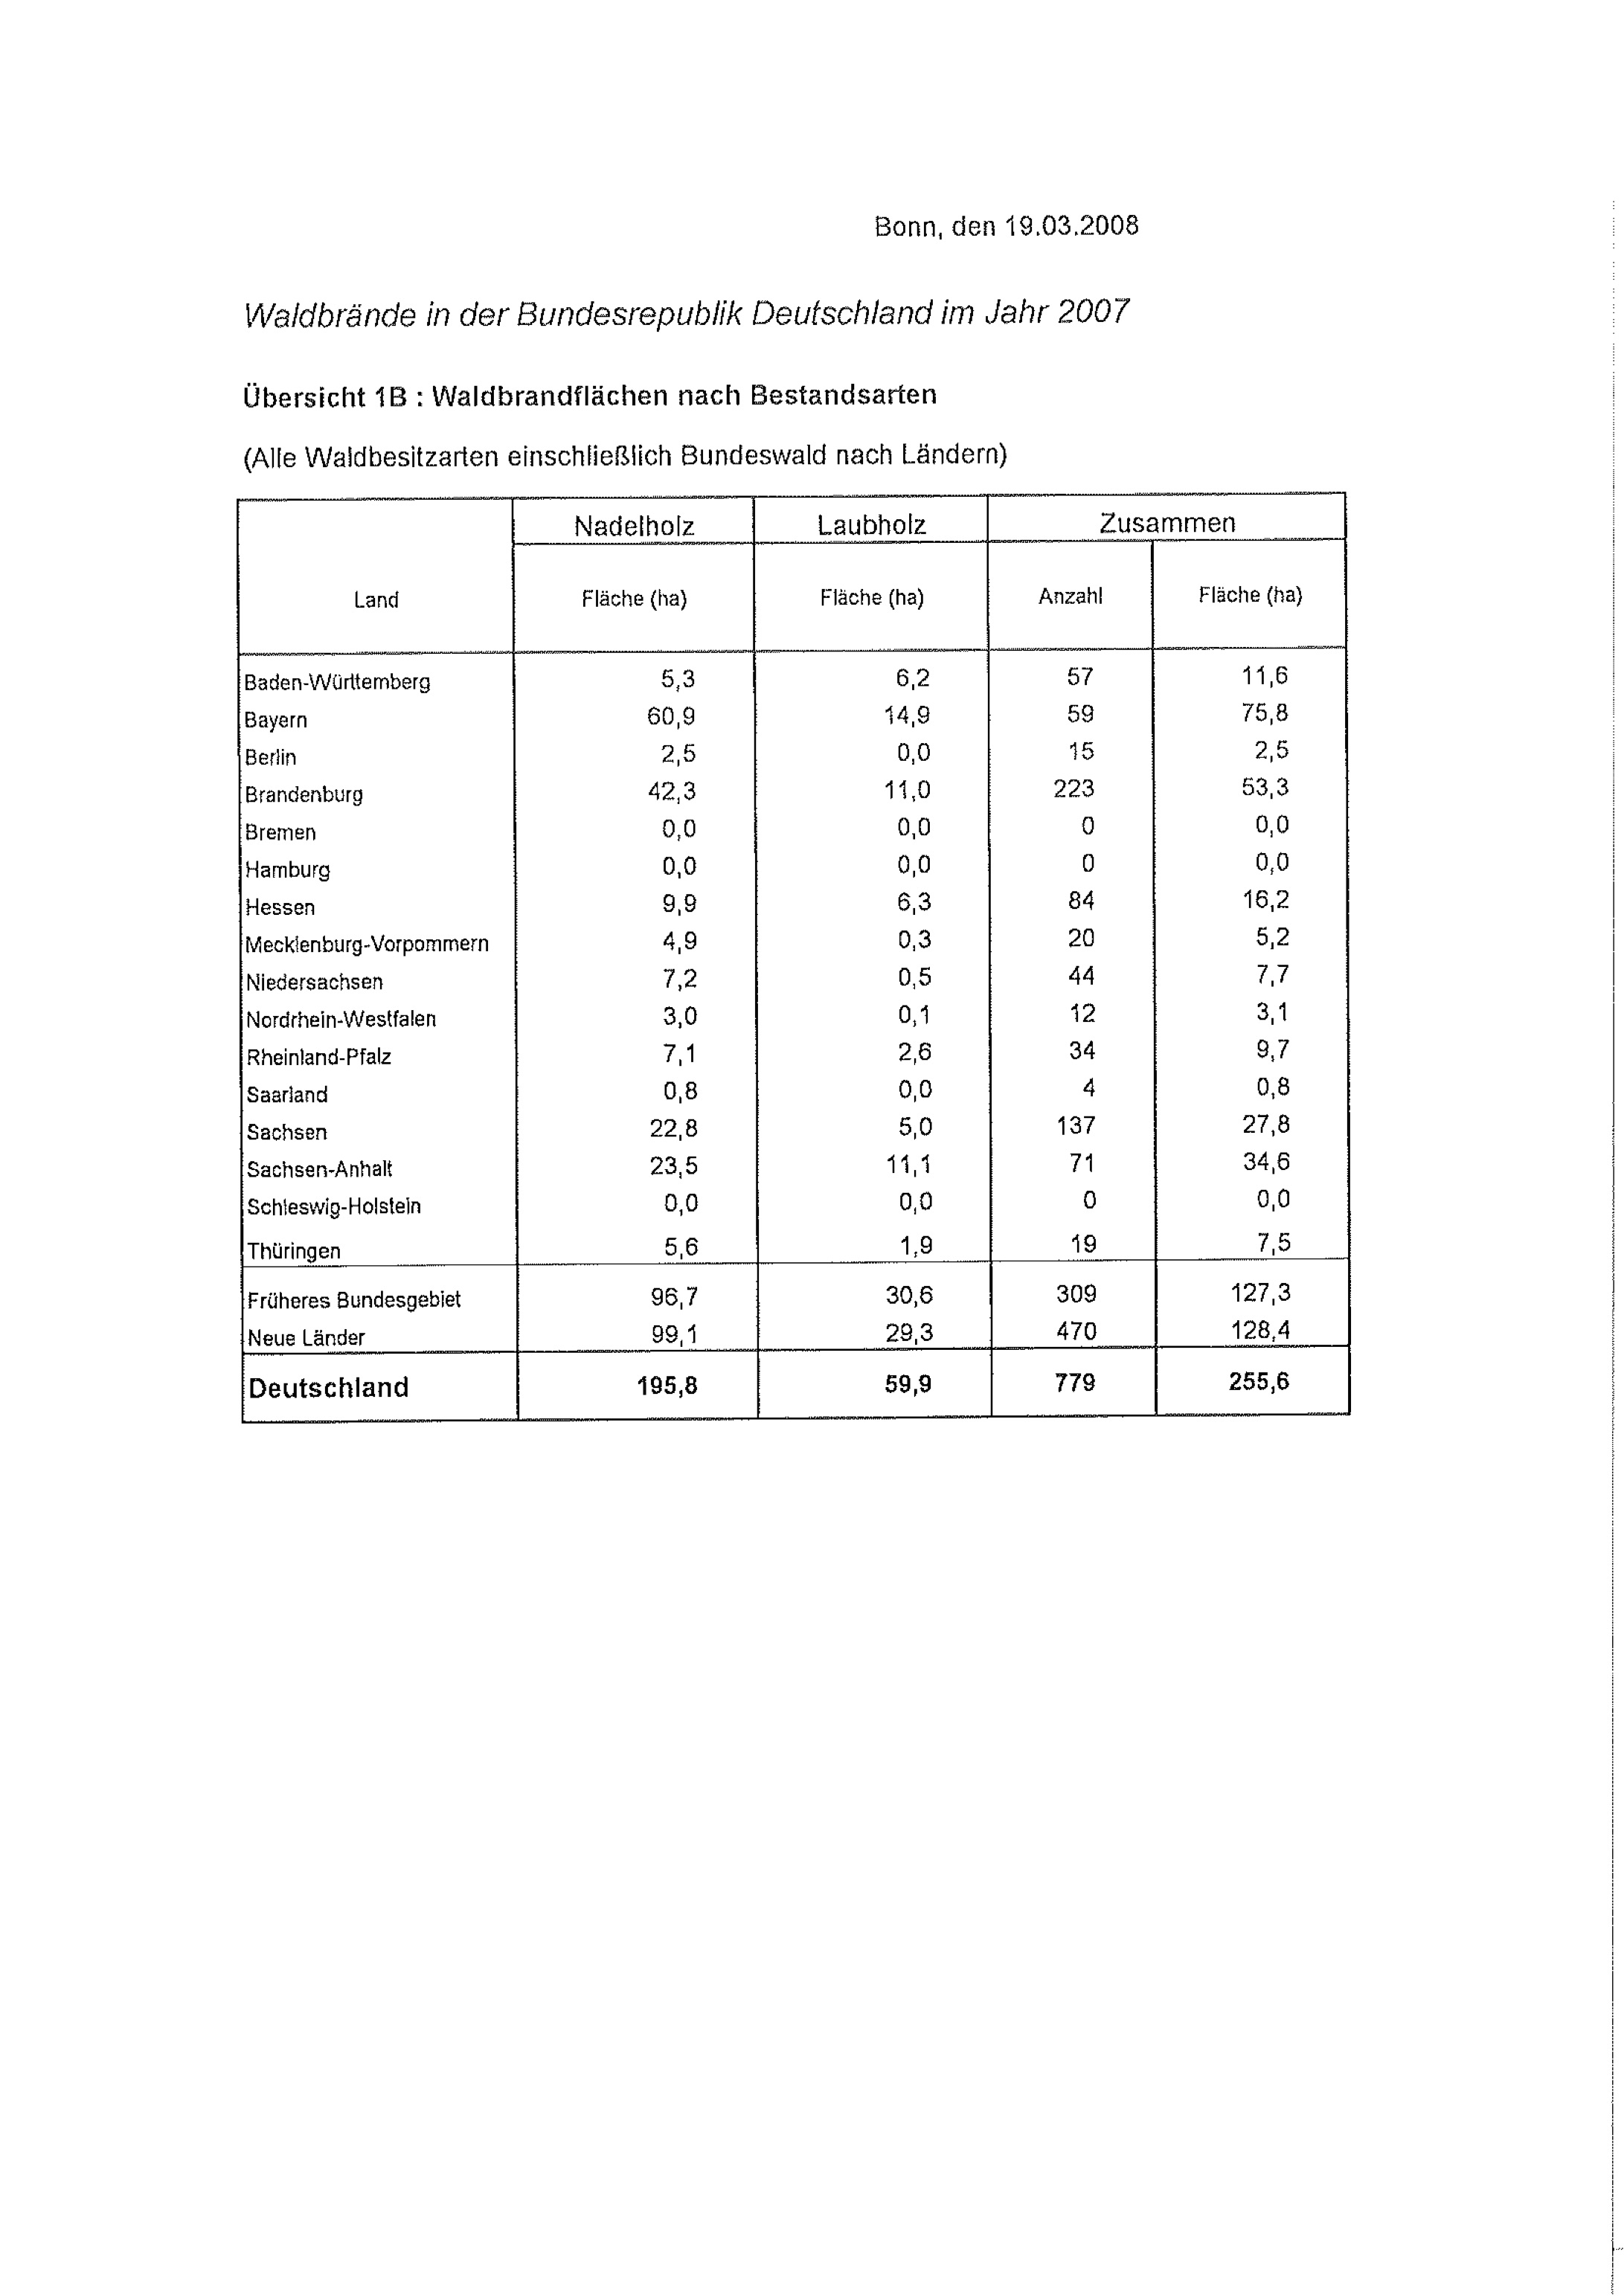 Bonn, den 19.03.2008
Waldbrände in der Bundesrepublik Deutschland im Jahr 2007
Übersicht 1B : Waldbrandflächen nach Bestandsarten
(Alle Waldbesitzarten einschließlich Bundeswald nach Ländern)
Nadelholz Laubholz Zusammen
Land Fläche (ha) Fläche (ha) Anzahl Fläche (ha)
Baden-Württemberg 5,3 6,2 57 11,6
Bayern 60,9 14,9 59 75,8
Berlin 2,5 0,0 15 2,5
Brandenburg 42,3 11,0 223 53,3
Bremen 0,0 0,0 0 0,0
Hamburg 0,0 0,0 0 0,0
Hessen 9,9 6,3 84 16,2
Mecklenburg-Vorpommern 4,9 0,3 20 5,2
Niedersachsen 7,2 0,5 44 7,7
Nordrhein-Westfalen 3,0 0,1 12 3,1
Rheinland-Pfalz 7,1 2,6 34 9,7
Saarland 0,8 0,0 4 0,8
Sachsen 22,8 5,0 137 27,8
Sachsen-Anhalt 23,5 11,1 71 34,6
Schleswig-Holstein 0,0 0,0 0 0,0
Thüringen 5,6 1,9 19 7,5
Früheres Bundesgebiet 96,7 30,6 309 127,3
Neue Länder 99,1 29,3 470 128,4
Deutschland 195,8 59,9 779 255,6